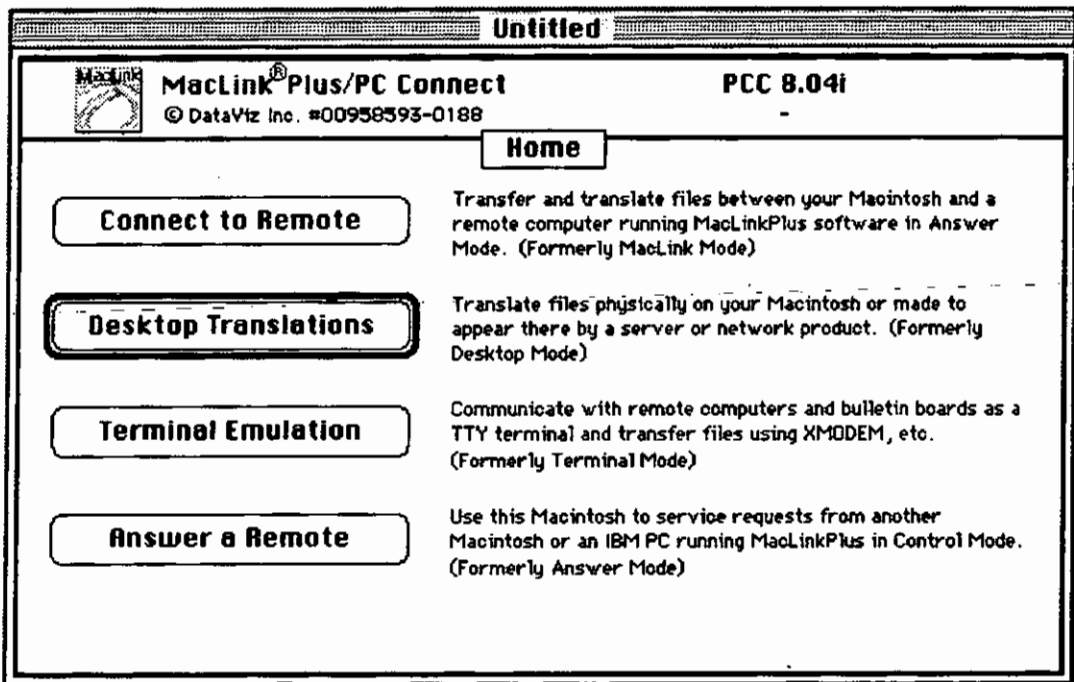 Untitled
MacLink
MacLink®Plus/PC Connect
PCC 8.04i
© DataViz Inc. #00958593-0188
-
Home
Connect to Remote
Transfer and translate files between your Macintosh and a
remote computer running MacLinkPlus software in Answer
Mode. (Formerly MacLink Mode)
Desktop Translations
Translate files physically on your Macintosh or made to
appear there by a server or network product. (Formerly
Desktop Mode)
Terminal Emulation
Communicate with remote computers and bulletin boards as a
TTY terminal and transfer files using XMODEM, etc.
(Formerly Terminal Mode)
Answer a Remote
Use this Macintosh to service requests from another
Macintosh or an IBM PC running MacLinkPlus in Control Mode.
(Formerly Answer Mode)